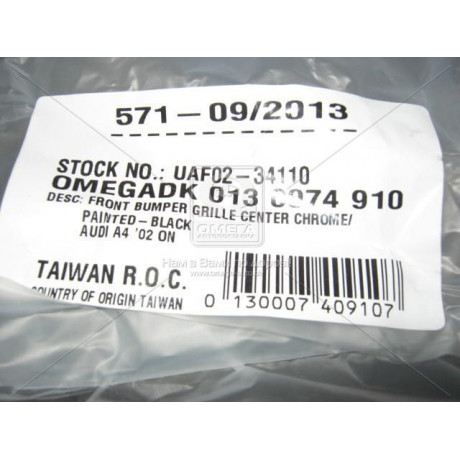 571-09/2013
STOCK NO.: UAF02-34110
OMEGADK 013 0074 910
DESC: FRONT BUMPER GRILLE CENTER CHROME/
PAINTED-BLACK
AUDI A4 '02 ON
TAIWAN R.O.C.
COUNTRY OF ORIGIN: TAIWAN
0 130007 409107
OMEGA